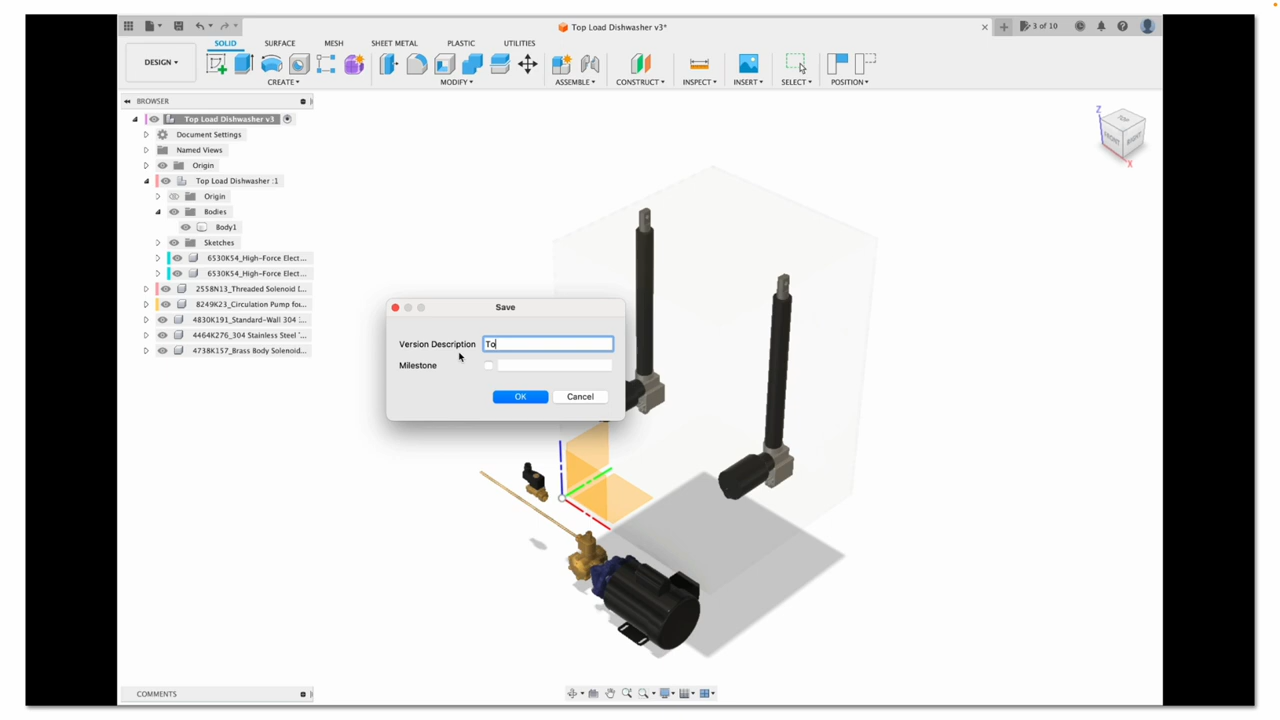 Top Load Dishwasher v3*
3 of 10
SOLID
SURFACE
MESH
SHEET METAL
PLASTIC
UTILITIES
DESIGN
CREATE
MODIFY
ASSEMBLE
CONSTRUCT
INSPECT
INSERT
SELECT
POSITION
BROWSER
Top Load Dishwasher v3
Document Settings
Named Views
Origin
Top Load Dishwasher :1
Origin
Bodies
Body1
Sketches
6530K54_High-Force Elect...
6530K54_High-Force Elect...
2558N13_Threaded Solenoid I...
8249K23_Circulation Pump fo...
4830K191_Standard-Wall 304 ...
4464K276_304 Stainless Steel ...
4738K157_Brass Body Solenoid...
Z
TOP
FRONT
RIGHT
X
Save
Version Description
To
Milestone
OK
Cancel
COMMENTS